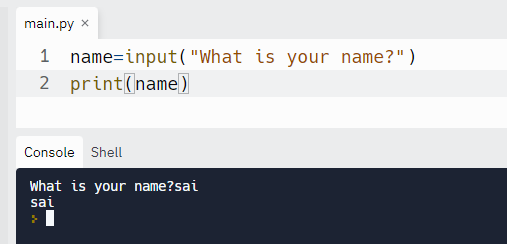 main.py ×
1 name=input("What is your name?")
2 print(name)
Console Shell
What is your name?sai
sai